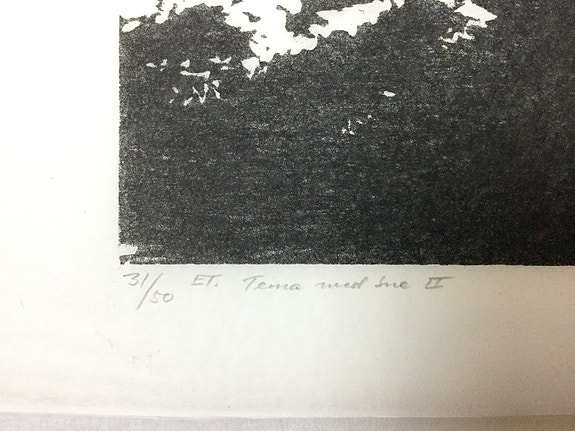 31/50 ET. Tema med sne II